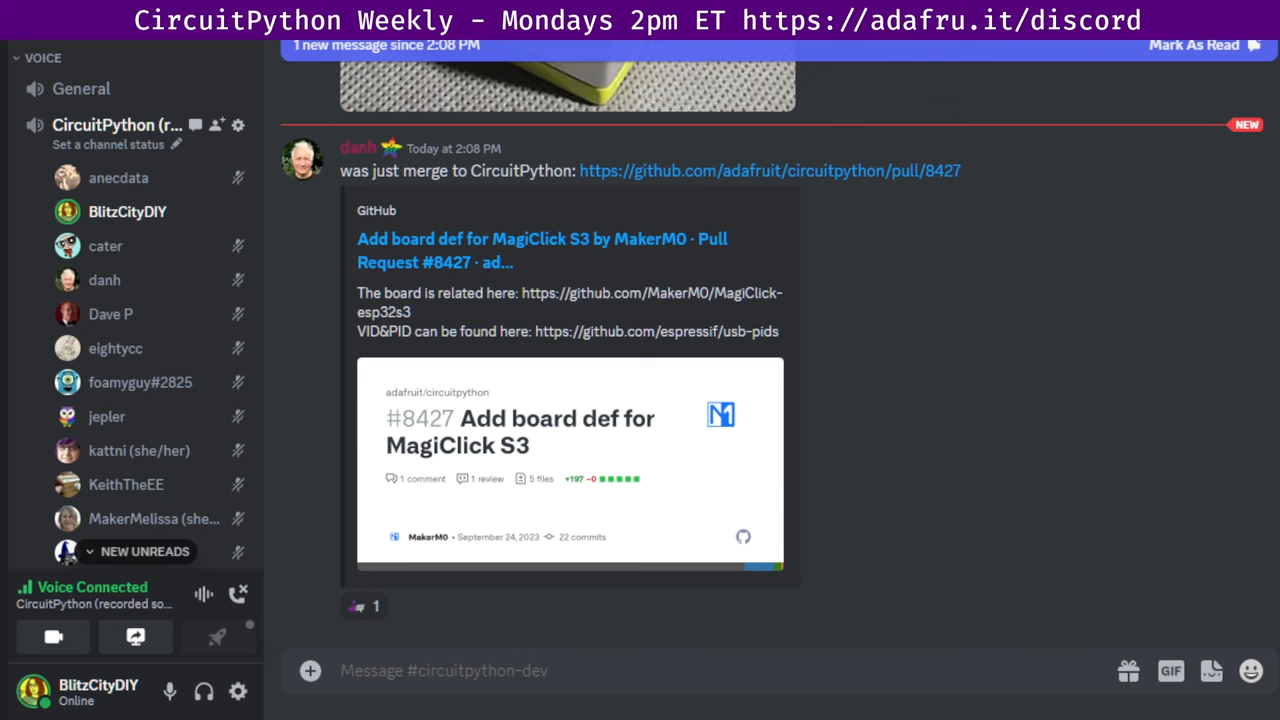 CircuitPython Weekly - Mondays 2pm ET https://adafru.it/discord
VOICE
General
CircuitPython (r...
Set a channel status
anecdata
BlitzCityDIY
cater
danh
Dave P
eightycc
foamyguy#2825
jepler
kattni (she/her)
KeithTheEE
MakerMelissa (she...
NEW UNREADS
Voice Connected
CircuitPython (recorded so...
BlitzCityDIY
Online
1 new message since 2:08 PM
Mark As Read
NEW
danh Today at 2:08 PM
was just merge to CircuitPython: https://github.com/adafruit/circuitpython/pull/8427
GitHub
Add board def for MagiClick S3 by MakerM0 · Pull
Request #8427 · ad...
The board is related here: https://github.com/MakerM0/MagiClick-
esp32s3
VID&PID can be found here: https://github.com/espressif/usb-pids
adafruit/circuitpython
#8427 Add board def for
MagiClick S3
1 comment 1 review 5 files +197 −0
MakerM0 • September 24, 2023 22 commits
1
Message #circuitpython-dev
GIF